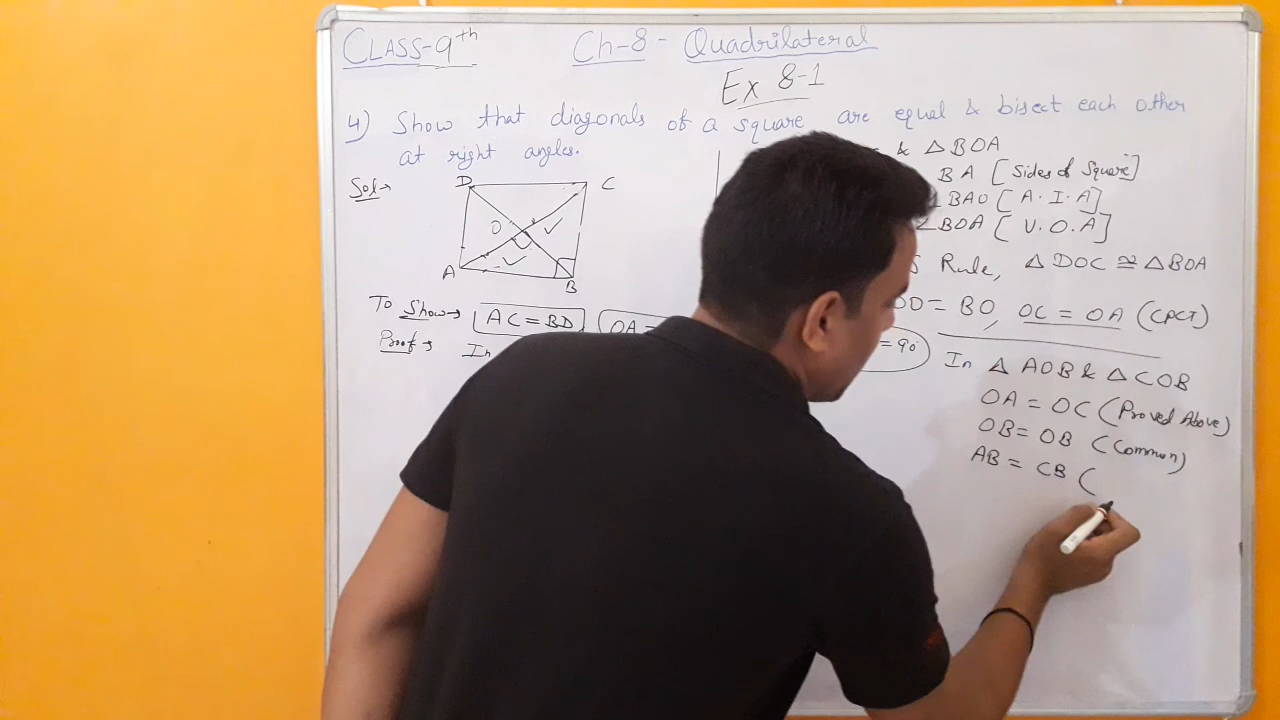 CLASS-9th
Ch-8- Quadrilateral
Ex 8-1
4) Show that diagonals of a square are equal & bisect each other
at right angles.
Sol→
D
C
O
A
B
To Show→ AC = BD, OA =
= 90°
Proof→ In
& △ BOA
BA [Sides of Square]
BAO [A.I.A]
∠BOA [V.O.A]
Rule, △ DOC ≅ △ BOA
= BO, OC = OA (CPCT)
In △ AOB & △ COB
OA = OC (Proved Above)
OB = OB (Common)
AB = CB (